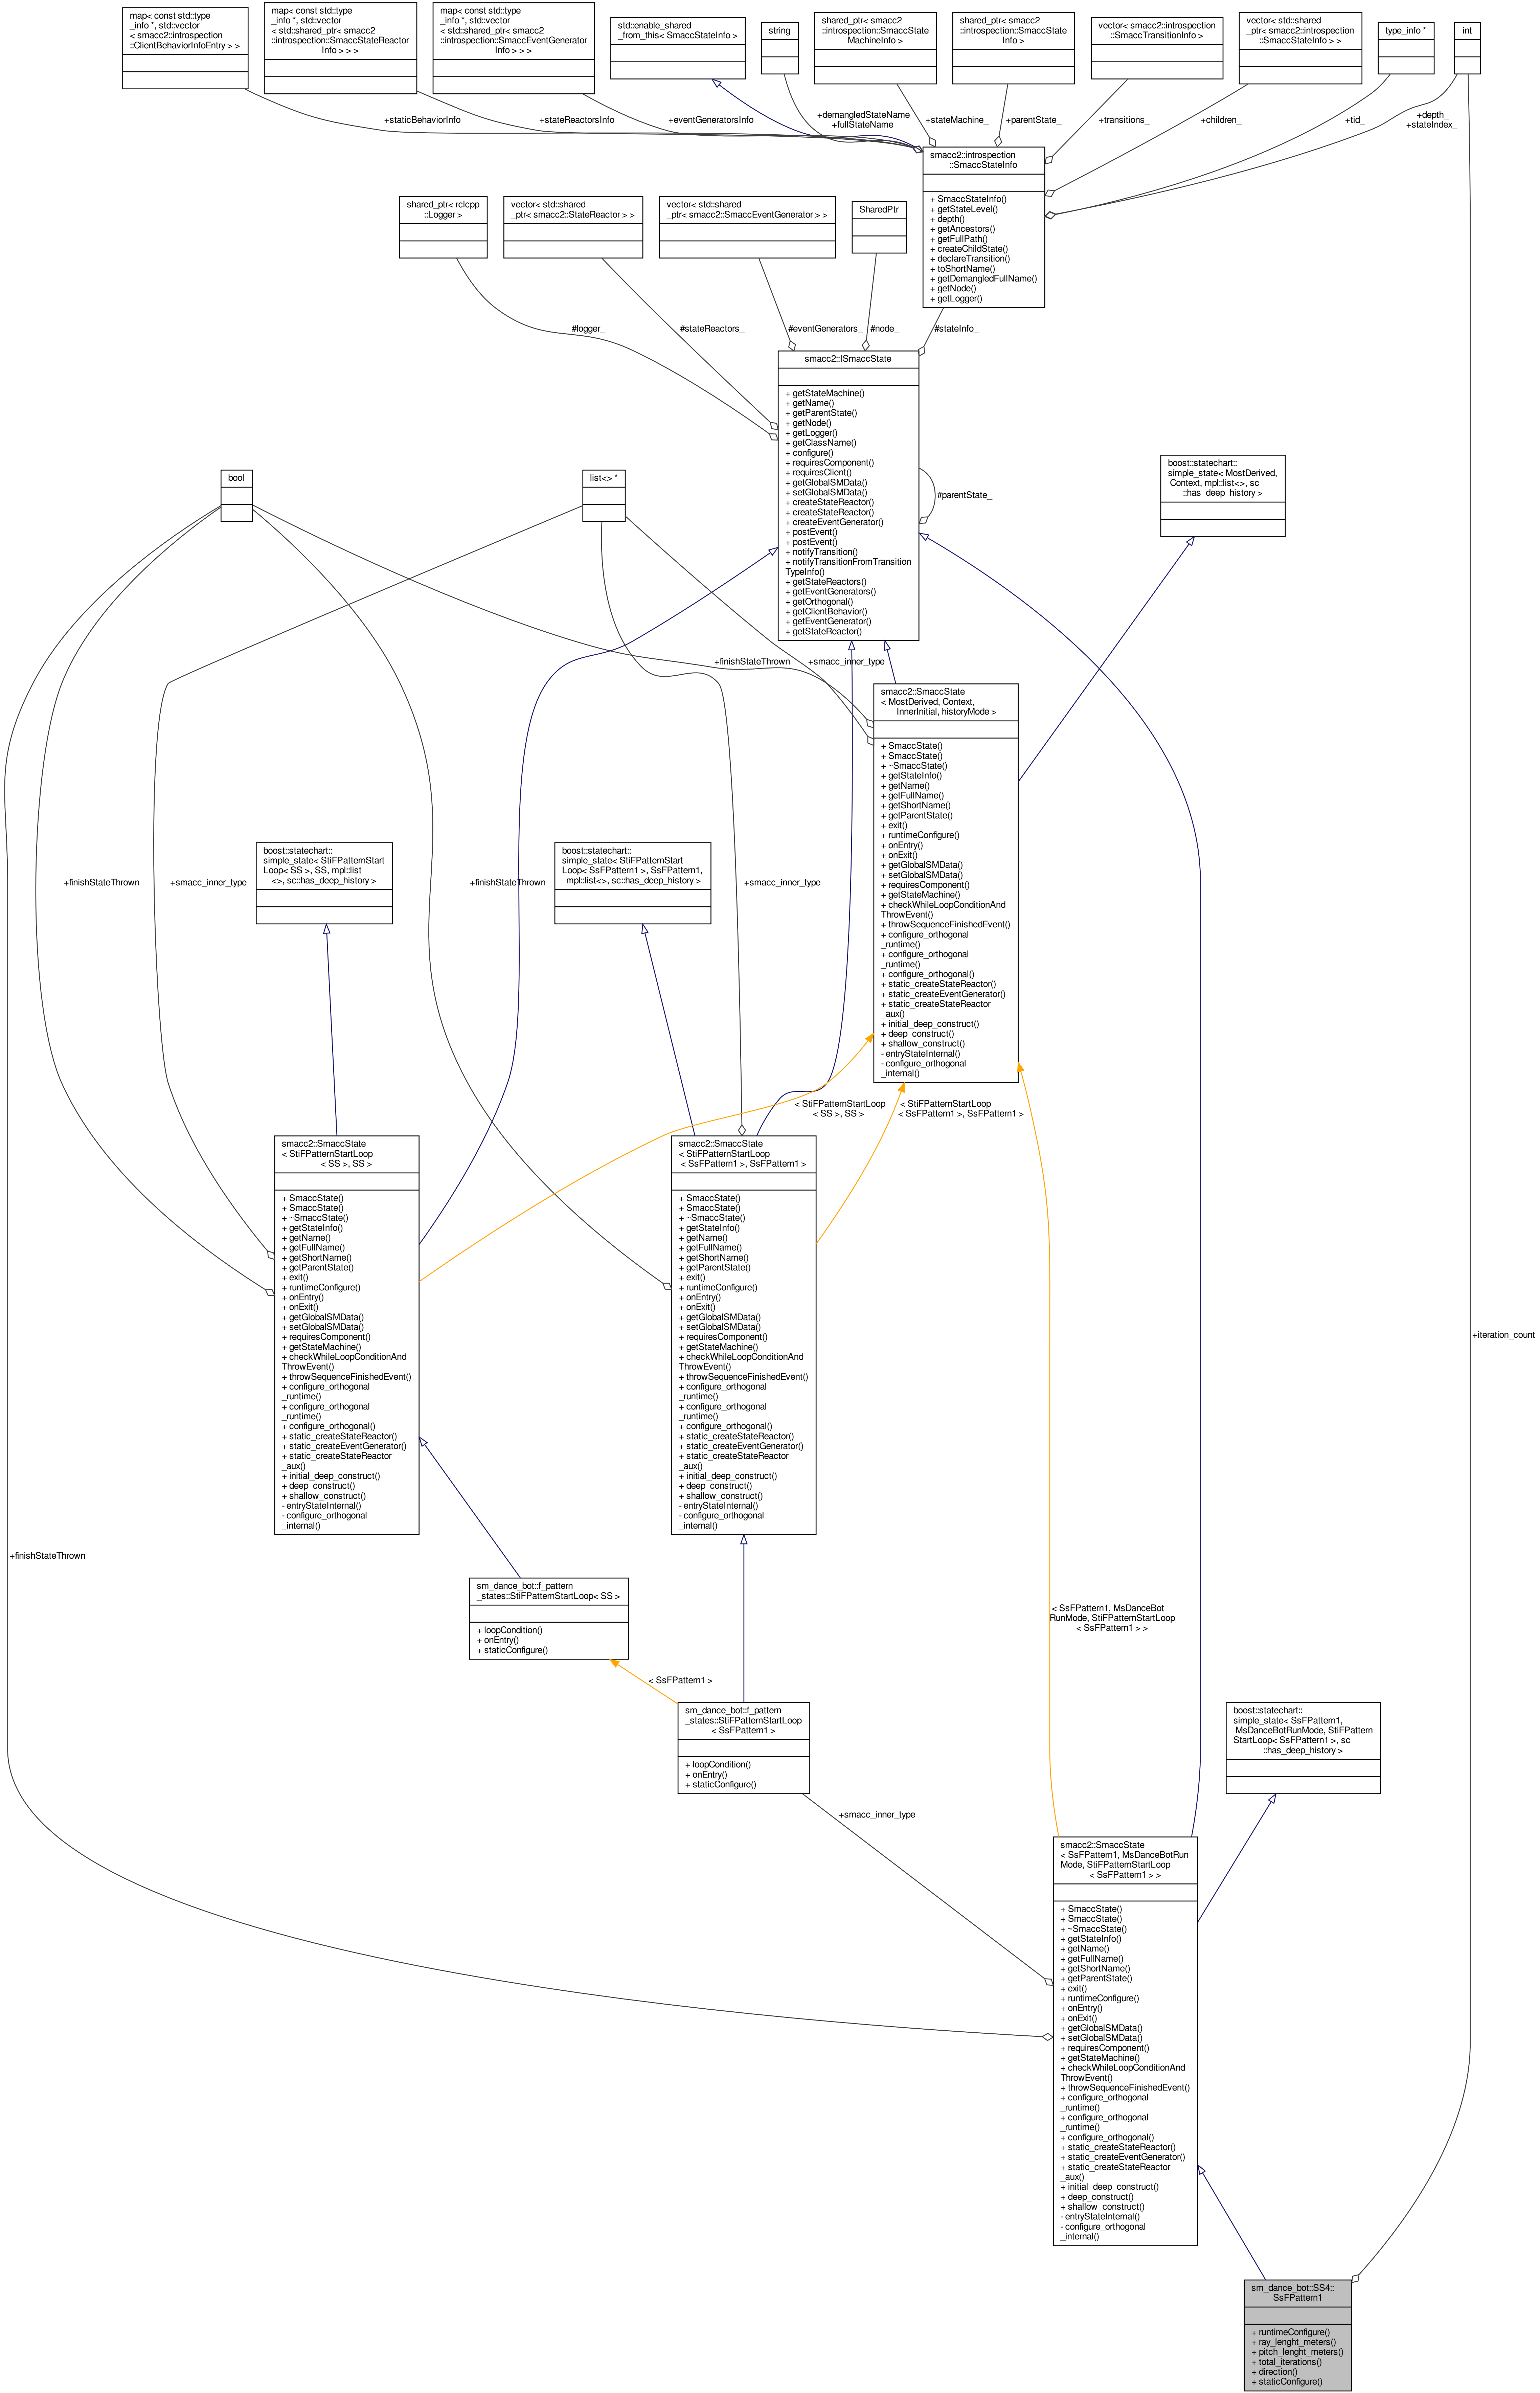 map< const std::type
_info *, std::vector
< smacc2::introspection
::ClientBehaviorInfoEntry > >
map< const std::type
_info *, std::vector
< std::shared_ptr< smacc2
::introspection::SmaccStateReactor
Info > > >
map< const std::type
_info *, std::vector
< std::shared_ptr< smacc2
::introspection::SmaccEventGenerator
Info > > >
std::enable_shared
_from_this< SmaccStateInfo >
string
shared_ptr< smacc2
::introspection::SmaccState
MachineInfo >
shared_ptr< smacc2
::introspection::SmaccState
Info >
vector< smacc2::introspection
::SmaccTransitionInfo >
vector< std::shared
_ptr< smacc2::introspection
::SmaccStateInfo > >
type_info *
int
+staticBehaviorInfo
+stateReactorsInfo
+eventGeneratorsInfo
+demangledStateName
+fullStateName
+stateMachine_
+parentState_
+transitions_
+children_
+tid_
+depth_
+stateIndex_
smacc2::introspection
::SmaccStateInfo
+ SmaccStateInfo()
+ getStateLevel()
+ depth()
+ getAncestors()
+ getFullPath()
+ createChildState()
+ declareTransition()
+ toShortName()
+ getDemangledFullName()
+ getNode()
+ getLogger()
shared_ptr< rclcpp
::Logger >
vector< std::shared
_ptr< smacc2::StateReactor > >
vector< std::shared
_ptr< smacc2::SmaccEventGenerator > >
SharedPtr
#logger_
#stateReactors_
#eventGenerators_
#node_
#stateInfo_
smacc2::ISmaccState
+ getStateMachine()
+ getName()
+ getParentState()
+ getNode()
+ getLogger()
+ getClassName()
+ configure()
+ requiresComponent()
+ requiresClient()
+ getGlobalSMData()
+ setGlobalSMData()
+ createStateReactor()
+ createStateReactor()
+ createEventGenerator()
+ postEvent()
+ postEvent()
+ notifyTransition()
+ notifyTransitionFromTransition
TypeInfo()
+ getStateReactors()
+ getEventGenerators()
+ getOrthogonal()
+ getClientBehavior()
+ getEventGenerator()
+ getStateReactor()
#parentState_
bool
list<> *
boost::statechart::
simple_state< MostDerived,
Context, mpl::list<>, sc
::has_deep_history >
+finishStateThrown
+smacc_inner_type
smacc2::SmaccState
< MostDerived, Context,
InnerInitial, historyMode >
+ SmaccState()
+ SmaccState()
+ ~SmaccState()
+ getStateInfo()
+ getName()
+ getFullName()
+ getShortName()
+ getParentState()
+ exit()
+ runtimeConfigure()
+ onEntry()
+ onExit()
+ getGlobalSMData()
+ setGlobalSMData()
+ requiresComponent()
+ getStateMachine()
+ checkWhileLoopConditionAnd
ThrowEvent()
+ throwSequenceFinishedEvent()
+ configure_orthogonal
_runtime()
+ configure_orthogonal
_runtime()
+ configure_orthogonal()
+ static_createStateReactor()
+ static_createEventGenerator()
+ static_createStateReactor
_aux()
+ initial_deep_construct()
+ deep_construct()
+ shallow_construct()
- entryStateInternal()
- configure_orthogonal
_internal()
boost::statechart::
simple_state< StiFPatternStart
Loop< SS >, SS, mpl::list
<>, sc::has_deep_history >
boost::statechart::
simple_state< StiFPatternStart
Loop< SsFPattern1 >, SsFPattern1,
mpl::list<>, sc::has_deep_history >
+finishStateThrown
+smacc_inner_type
+finishStateThrown
+smacc_inner_type
< StiFPatternStartLoop
< SS >, SS >
< StiFPatternStartLoop
< SsFPattern1 >, SsFPattern1 >
smacc2::SmaccState
< StiFPatternStartLoop
< SS >, SS >
+ SmaccState()
+ SmaccState()
+ ~SmaccState()
+ getStateInfo()
+ getName()
+ getFullName()
+ getShortName()
+ getParentState()
+ exit()
+ runtimeConfigure()
+ onEntry()
+ onExit()
+ getGlobalSMData()
+ setGlobalSMData()
+ requiresComponent()
+ getStateMachine()
+ checkWhileLoopConditionAnd
ThrowEvent()
+ throwSequenceFinishedEvent()
+ configure_orthogonal
_runtime()
+ configure_orthogonal
_runtime()
+ configure_orthogonal()
+ static_createStateReactor()
+ static_createEventGenerator()
+ static_createStateReactor
_aux()
+ initial_deep_construct()
+ deep_construct()
+ shallow_construct()
- entryStateInternal()
- configure_orthogonal
_internal()
smacc2::SmaccState
< StiFPatternStartLoop
< SsFPattern1 >, SsFPattern1 >
+ SmaccState()
+ SmaccState()
+ ~SmaccState()
+ getStateInfo()
+ getName()
+ getFullName()
+ getShortName()
+ getParentState()
+ exit()
+ runtimeConfigure()
+ onEntry()
+ onExit()
+ getGlobalSMData()
+ setGlobalSMData()
+ requiresComponent()
+ getStateMachine()
+ checkWhileLoopConditionAnd
ThrowEvent()
+ throwSequenceFinishedEvent()
+ configure_orthogonal
_runtime()
+ configure_orthogonal
_runtime()
+ configure_orthogonal()
+ static_createStateReactor()
+ static_createEventGenerator()
+ static_createStateReactor
_aux()
+ initial_deep_construct()
+ deep_construct()
+ shallow_construct()
- entryStateInternal()
- configure_orthogonal
_internal()
+iteration_count
+finishStateThrown
sm_dance_bot::f_pattern
_states::StiFPatternStartLoop< SS >
+ loopCondition()
+ onEntry()
+ staticConfigure()
< SsFPattern1, MsDanceBot
RunMode, StiFPatternStartLoop
< SsFPattern1 > >
< SsFPattern1 >
sm_dance_bot::f_pattern
_states::StiFPatternStartLoop
< SsFPattern1 >
+ loopCondition()
+ onEntry()
+ staticConfigure()
boost::statechart::
simple_state< SsFPattern1,
MsDanceBotRunMode, StiFPattern
StartLoop< SsFPattern1 >, sc
::has_deep_history >
+smacc_inner_type
smacc2::SmaccState
< SsFPattern1, MsDanceBotRun
Mode, StiFPatternStartLoop
< SsFPattern1 > >
+ SmaccState()
+ SmaccState()
+ ~SmaccState()
+ getStateInfo()
+ getName()
+ getFullName()
+ getShortName()
+ getParentState()
+ exit()
+ runtimeConfigure()
+ onEntry()
+ onExit()
+ getGlobalSMData()
+ setGlobalSMData()
+ requiresComponent()
+ getStateMachine()
+ checkWhileLoopConditionAnd
ThrowEvent()
+ throwSequenceFinishedEvent()
+ configure_orthogonal
_runtime()
+ configure_orthogonal
_runtime()
+ configure_orthogonal()
+ static_createStateReactor()
+ static_createEventGenerator()
+ static_createStateReactor
_aux()
+ initial_deep_construct()
+ deep_construct()
+ shallow_construct()
- entryStateInternal()
- configure_orthogonal
_internal()
sm_dance_bot::SS4::
SsFPattern1
+ runtimeConfigure()
+ ray_lenght_meters()
+ pitch_lenght_meters()
+ total_iterations()
+ direction()
+ staticConfigure()